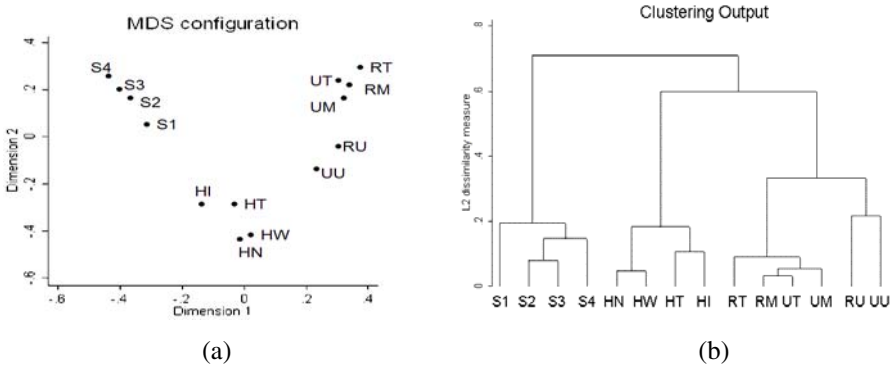 MDS configuration
.4
.2
0
-.2
-.4
-.6
Dimension 2
S4
S3
S2
S1
RT
UT
RM
UM
RU
UU
HI
HT
HW
HN
-.6
-.4
-.2
0
.2
.4
Dimension 1
(a)
Clustering Output
.8
.6
.4
.2
0
L2 dissimilarity measure
S1 S2 S3 S4 HN HW HT HI RT RM UT UM RU UU
(b)